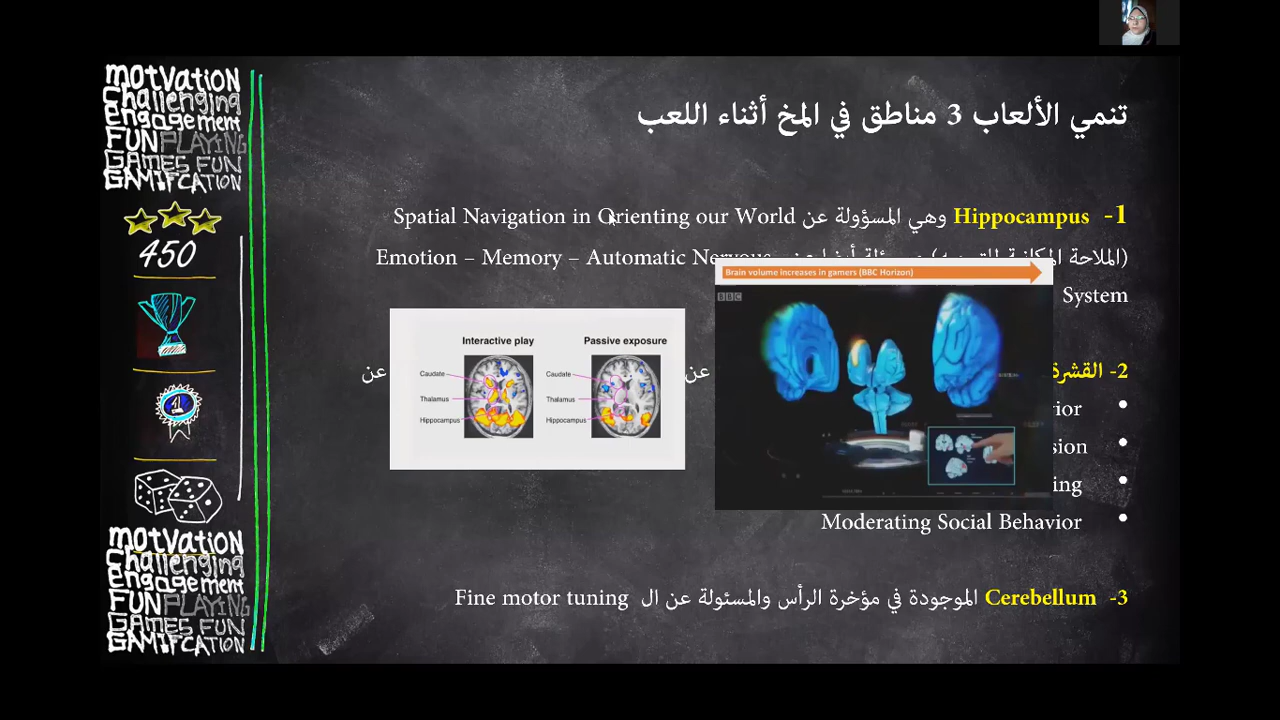 motvation
challenging
engagement
FUN PLAYING
GAMES FUN
GAMIFCATION
450
1
motvation
challenging
engagement
FUN PLAYING
GAMES FUN
GAMIFCATION
تنمي الألعاب 3 مناطق في المخ أثناء اللعب
1- Hippocampus وهي المسؤولة عن Spatial Navigation in Orienting our World
(الملاحة المكانية Emotion – Memory – Automatic
System
Brain volume increases in gamers (BBC Horizon)
BBC
Interactive play
Passive exposure
Caudate
Thalamus
Hippocampus
Caudate
Thalamus
Hippocampus
2- القشرة عن
عن
Moderating Social Behavior
3- Cerebellum الموجودة في مؤخرة الرأس والمسئولة عن ال Fine motor tuning